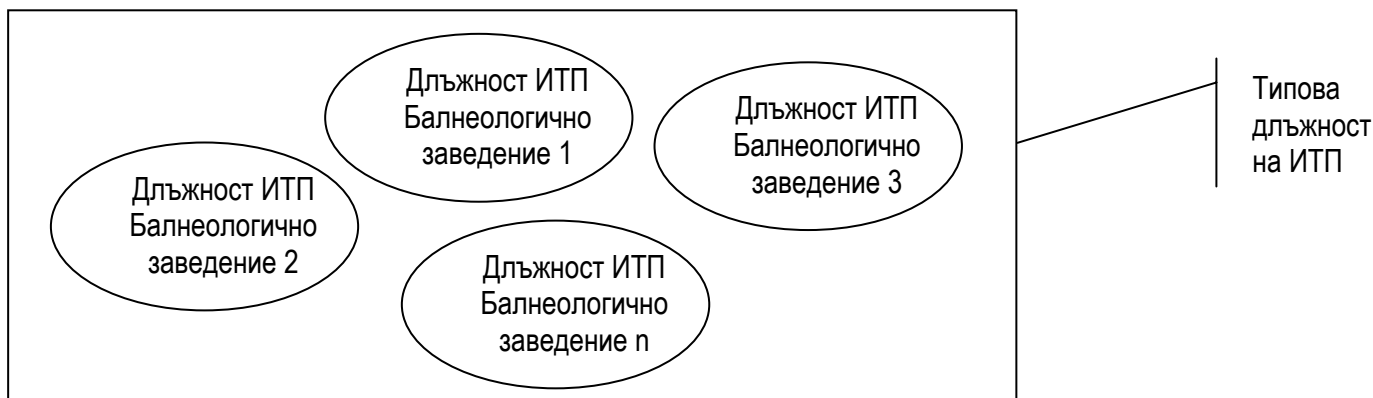 Длъжност ИТП
Балнеологично
заведение 1
Длъжност ИТП
Балнеологично
заведение 3
Длъжност ИТП
Балнеологично
заведение 2
Длъжност ИТП
Балнеологично
заведение n
Типова
длъжност
на ИТП